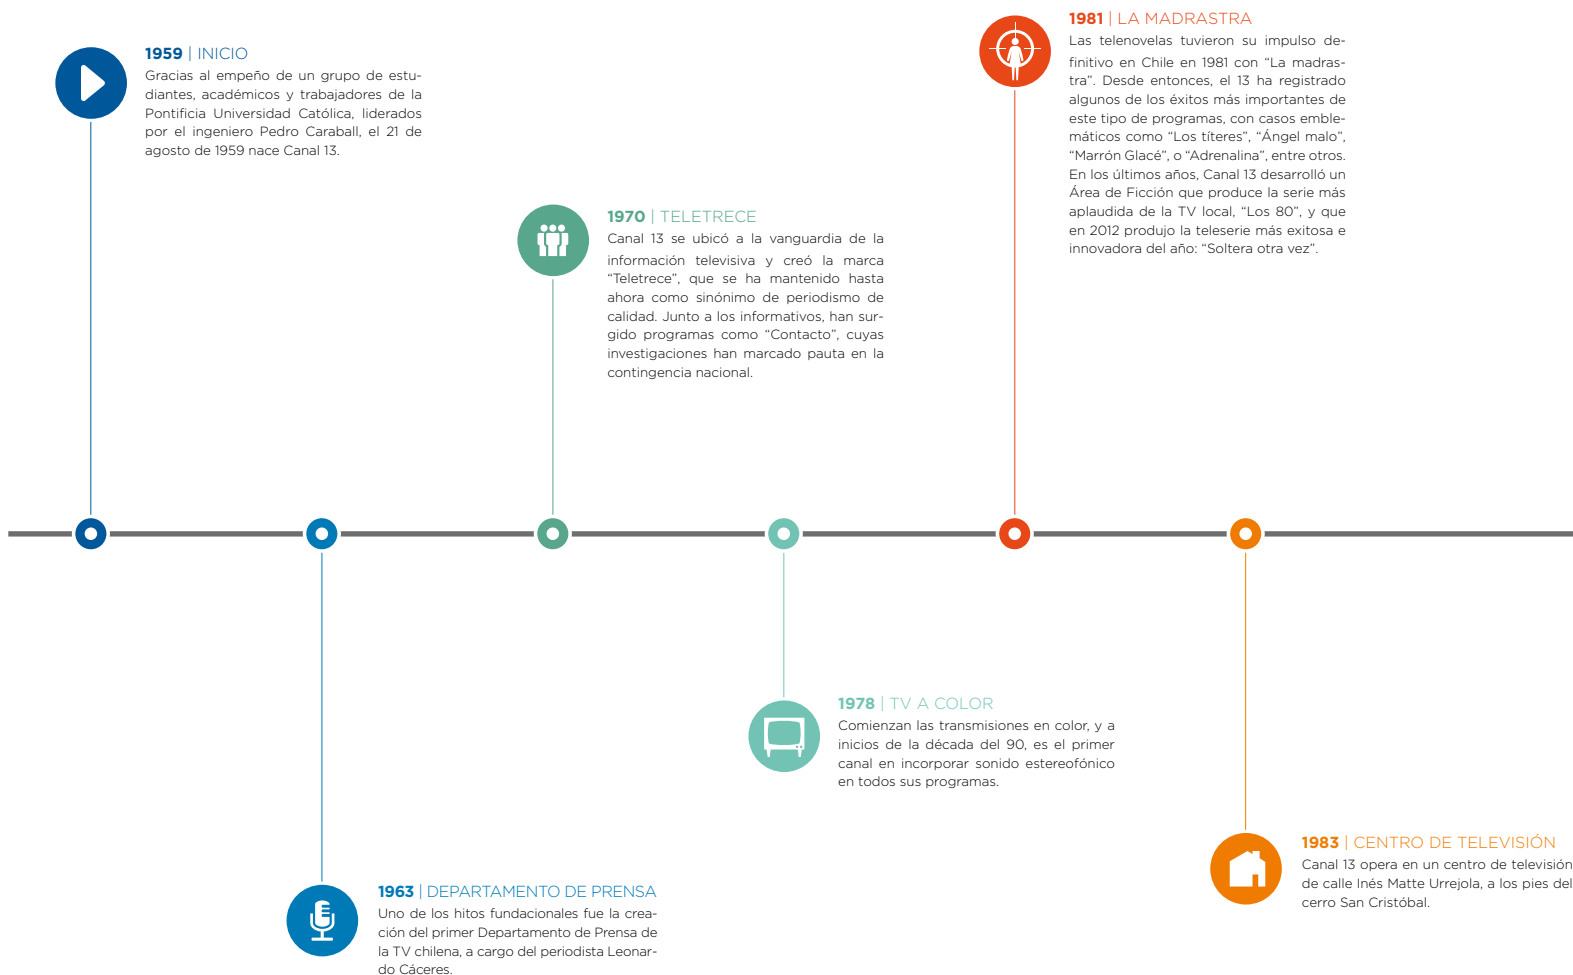 1959 | INICIO
Gracias al empeño de un grupo de estu-
diantes, académicos y trabajadores de la
Pontificia Universidad Católica, liderados
por el ingeniero Pedro Caraball, el 21 de
agosto de 1959 nace Canal 13.
1963 | DEPARTAMENTO DE PRENSA
Uno de los hitos fundacionales fue la crea-
ción del primer Departamento de Prensa de
la TV chilena, a cargo del periodista Leonar-
do Cáceres.
1970 | TELETRECE
Canal 13 se ubicó a la vanguardia de la
información televisiva y creó la marca
“Teletrece”, que se ha mantenido hasta
ahora como sinónimo de periodismo de
calidad. Junto a los informativos, han sur-
gido programas como “Contacto”, cuyas
investigaciones han marcado pauta en la
contingencia nacional.
1978 | TV A COLOR
Comienzan las transmisiones en color, y a
inicios de la década del 90, es el primer
canal en incorporar sonido estereofónico
en todos sus programas.
1981 | LA MADRASTRA
Las telenovelas tuvieron su impulso de-
finitivo en Chile en 1981 con “La madras-
tra”. Desde entonces, el 13 ha registrado
algunos de los éxitos más importantes de
este tipo de programas, con casos emble-
máticos como “Los títeres”, “Ángel malo”,
“Marrón Glacé”, o “Adrenalina”, entre otros.
En los últimos años, Canal 13 desarrolló un
Área de Ficción que produce la serie más
aplaudida de la TV local, “Los 80”, y que
en 2012 produjo la teleserie más exitosa e
innovadora del año: “Soltera otra vez”.
1983 | CENTRO DE TELEVISIÓN
Canal 13 opera en un centro de televisión
de calle Inés Matte Urrejola, a los pies del
cerro San Cristóbal.